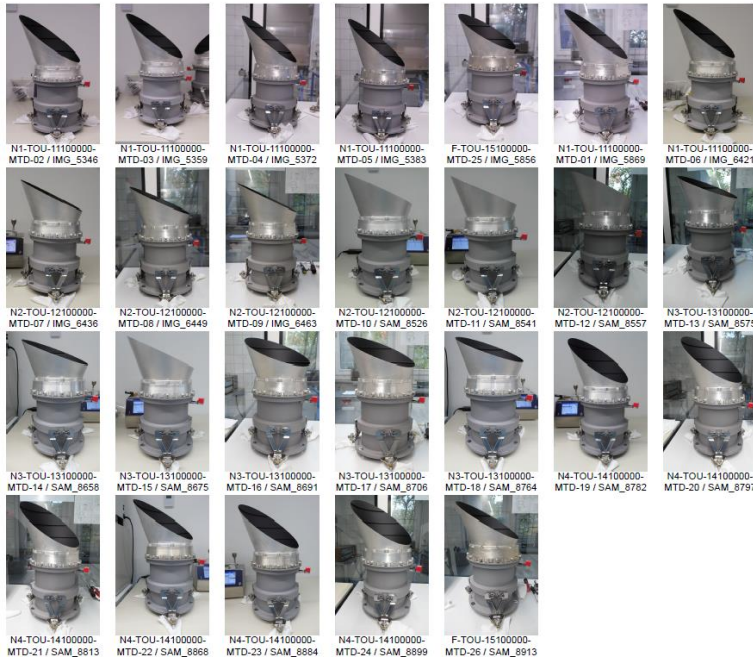 N1-TOU-11100000-
MTD-02 / IMG_5346
N1-TOU-11100000-
MTD-03 / IMG_5359
N1-TOU-11100000-
MTD-04 / IMG_5372
N1-TOU-11100000-
MTD-05 / IMG_5383
F-TOU-15100000-
MTD-25 / IMG_5856
N1-TOU-11100000-
MTD-01 / IMG_5869
N1-TOU-11100000-
MTD-06 / IMG_6421
N2-TOU-12100000-
MTD-07 / IMG_6436
N2-TOU-12100000-
MTD-08 / IMG_6449
N2-TOU-12100000-
MTD-09 / IMG_6463
N2-TOU-12100000-
MTD-10 / SAM_8526
N2-TOU-12100000-
MTD-11 / SAM_8541
N2-TOU-12100000-
MTD-12 / SAM_8557
N3-TOU-13100000-
MTD-13 / SAM_8575
N3-TOU-13100000-
MTD-14 / SAM_8658
N3-TOU-13100000-
MTD-15 / SAM_8675
N3-TOU-13100000-
MTD-16 / SAM_8691
N3-TOU-13100000-
MTD-17 / SAM_8706
N3-TOU-13100000-
MTD-18 / SAM_8764
N4-TOU-14100000-
MTD-19 / SAM_8782
N4-TOU-14100000-
MTD-20 / SAM_8797
N4-TOU-14100000-
MTD-21 / SAM_8813
N4-TOU-14100000-
MTD-22 / SAM_8868
N4-TOU-14100000-
MTD-23 / SAM_8884
N4-TOU-14100000-
MTD-24 / SAM_8899
F-TOU-15100000-
MTD-26 / SAM_8913